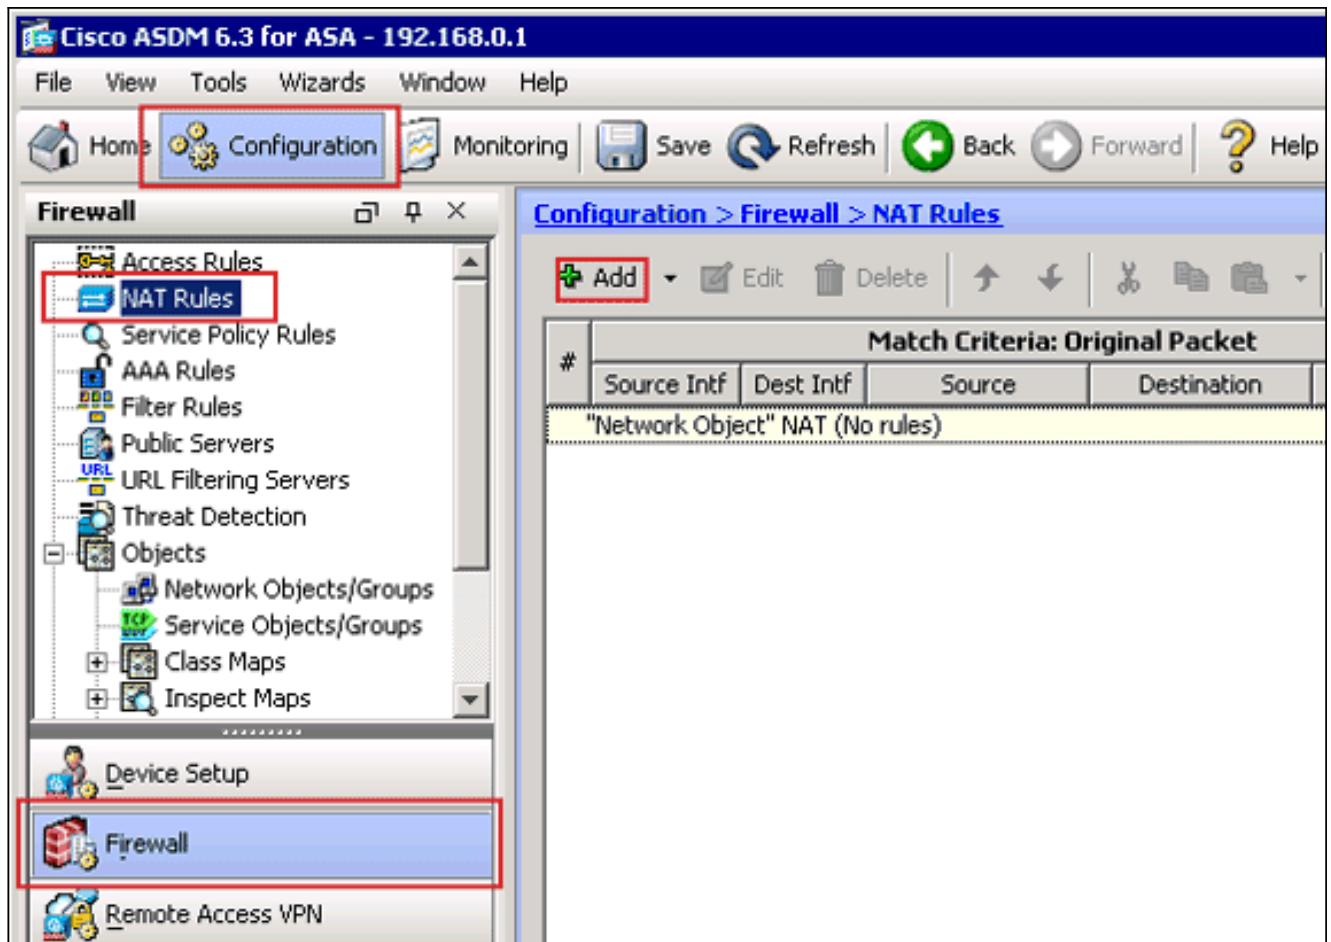 Cisco ASDM 6.3 for ASA - 192.168.0.1
File View Tools Wizards Window Help
Home Configuration Monitoring Save Refresh Back Forward Help
Firewall
Configuration > Firewall > NAT Rules
Access Rules
NAT Rules
Service Policy Rules
AAA Rules
Filter Rules
Public Servers
URL URL Filtering Servers
Threat Detection
Objects
Network Objects/Groups
TCP Service Objects/Groups
Class Maps
Inspect Maps
Add Edit Delete
# Match Criteria: Original Packet
Source Intf Dest Intf Source Destination
"Network Object" NAT (No rules)
Device Setup
Firewall
Remote Access VPN